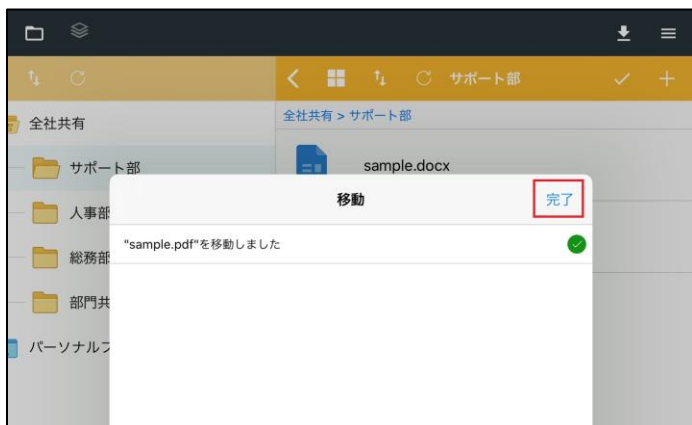 サポート部
全社共有
全社共有 > サポート部
サポート部
sample.docx
移動
完了
人事部
"sample.pdf"を移動しました
総務部
部門共
パーソナルフ